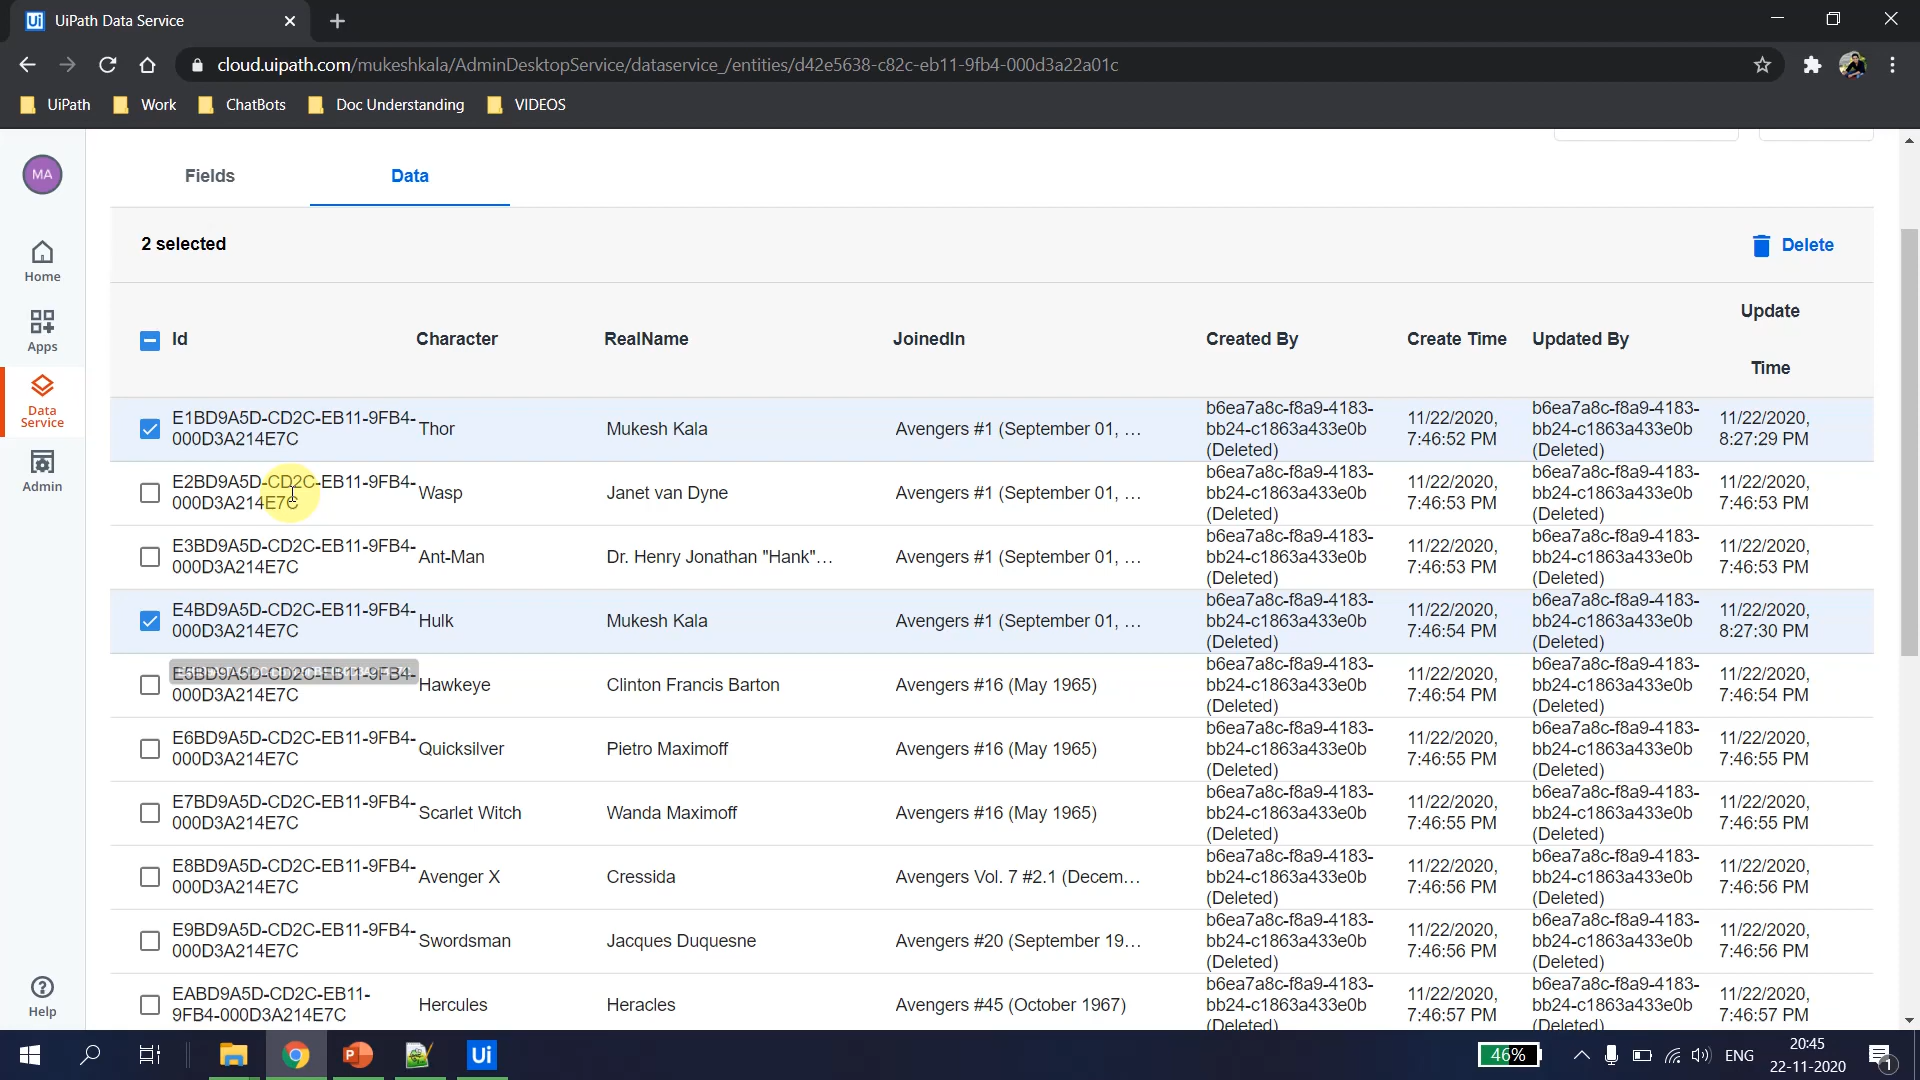 UiPath Data Service
cloud.uipath.com/mukeshkala/AdminDesktopService/dataservice_/entities/d42e5638-c82c-eb11-9fb4-000d3a22a01c
UiPath Work ChatBots Doc Understanding VIDEOS
MA
Home
Apps
Data
Service
Admin
Help
Fields Data
2 selected Delete
Id Character RealName JoinedIn Created By Create Time Updated By Update
Time
E1BD9A5D-CD2C-EB11-9FB4-
000D3A214E7C
Thor
Mukesh Kala
Avengers #1 (September 01, ...
b6ea7a8c-f8a9-4183-
bb24-c1863a433e0b
(Deleted)
11/22/2020,
7:46:52 PM
b6ea7a8c-f8a9-4183-
bb24-c1863a433e0b
(Deleted)
11/22/2020,
8:27:29 PM
E2BD9A5D-CD2C-EB11-9FB4-
000D3A214E7C
Wasp
Janet van Dyne
Avengers #1 (September 01, ...
b6ea7a8c-f8a9-4183-
bb24-c1863a433e0b
(Deleted)
11/22/2020,
7:46:53 PM
b6ea7a8c-f8a9-4183-
bb24-c1863a433e0b
(Deleted)
11/22/2020,
7:46:53 PM
E3BD9A5D-CD2C-EB11-9FB4-
000D3A214E7C
Ant-Man
Dr. Henry Jonathan "Hank"...
Avengers #1 (September 01, ...
b6ea7a8c-f8a9-4183-
bb24-c1863a433e0b
(Deleted)
11/22/2020,
7:46:53 PM
b6ea7a8c-f8a9-4183-
bb24-c1863a433e0b
(Deleted)
11/22/2020,
7:46:53 PM
E4BD9A5D-CD2C-EB11-9FB4-
000D3A214E7C
Hulk
Mukesh Kala
Avengers #1 (September 01, ...
b6ea7a8c-f8a9-4183-
bb24-c1863a433e0b
(Deleted)
11/22/2020,
7:46:54 PM
b6ea7a8c-f8a9-4183-
bb24-c1863a433e0b
(Deleted)
11/22/2020,
8:27:30 PM
E5BD9A5D-CD2C-EB11-9FB4-
000D3A214E7C
Hawkeye
Clinton Francis Barton
Avengers #16 (May 1965)
b6ea7a8c-f8a9-4183-
bb24-c1863a433e0b
(Deleted)
11/22/2020,
7:46:54 PM
b6ea7a8c-f8a9-4183-
bb24-c1863a433e0b
(Deleted)
11/22/2020,
7:46:54 PM
E6BD9A5D-CD2C-EB11-9FB4-
000D3A214E7C
Quicksilver
Pietro Maximoff
Avengers #16 (May 1965)
b6ea7a8c-f8a9-4183-
bb24-c1863a433e0b
(Deleted)
11/22/2020,
7:46:55 PM
b6ea7a8c-f8a9-4183-
bb24-c1863a433e0b
(Deleted)
11/22/2020,
7:46:55 PM
E7BD9A5D-CD2C-EB11-9FB4-
000D3A214E7C
Scarlet Witch
Wanda Maximoff
Avengers #16 (May 1965)
b6ea7a8c-f8a9-4183-
bb24-c1863a433e0b
(Deleted)
11/22/2020,
7:46:55 PM
b6ea7a8c-f8a9-4183-
bb24-c1863a433e0b
(Deleted)
11/22/2020,
7:46:55 PM
E8BD9A5D-CD2C-EB11-9FB4-
000D3A214E7C
Avenger X
Cressida
Avengers Vol. 7 #2.1 (Decem...
b6ea7a8c-f8a9-4183-
bb24-c1863a433e0b
(Deleted)
11/22/2020,
7:46:56 PM
b6ea7a8c-f8a9-4183-
bb24-c1863a433e0b
(Deleted)
11/22/2020,
7:46:56 PM
E9BD9A5D-CD2C-EB11-9FB4-
000D3A214E7C
Swordsman
Jacques Duquesne
Avengers #20 (September 19...
b6ea7a8c-f8a9-4183-
bb24-c1863a433e0b
(Deleted)
11/22/2020,
7:46:56 PM
b6ea7a8c-f8a9-4183-
bb24-c1863a433e0b
(Deleted)
11/22/2020,
7:46:56 PM
EABD9A5D-CD2C-EB11-
9FB4-000D3A214E7C
Hercules
Heracles
Avengers #45 (October 1967)
b6ea7a8c-f8a9-4183-
bb24-c1863a433e0b
(Deleted)
11/22/2020,
7:46:57 PM
b6ea7a8c-f8a9-4183-
bb24-c1863a433e0b
(Deleted)
11/22/2020,
7:46:57 PM
46% ENG
20:45
22-11-2020
1